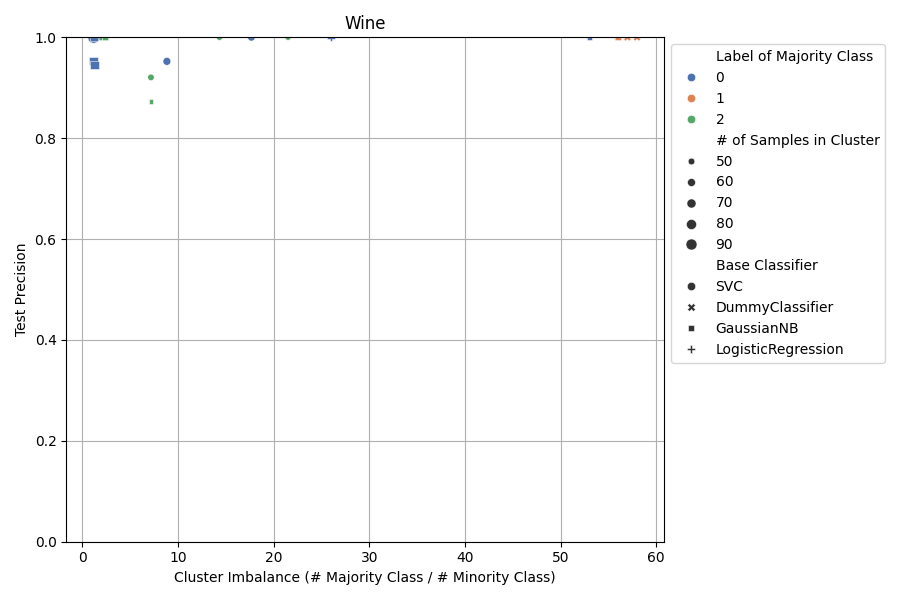 Wine
1.0
0.8
0.6
0.4
0.2
0.0
Test Precision
0
10
20
30
40
50
60
Cluster Imbalance (# Majority Class / # Minority Class)
Label of Majority Class
0
1
2
# of Samples in Cluster
50
60
70
80
90
Base Classifier
SVC
DummyClassifier
GaussianNB
LogisticRegression